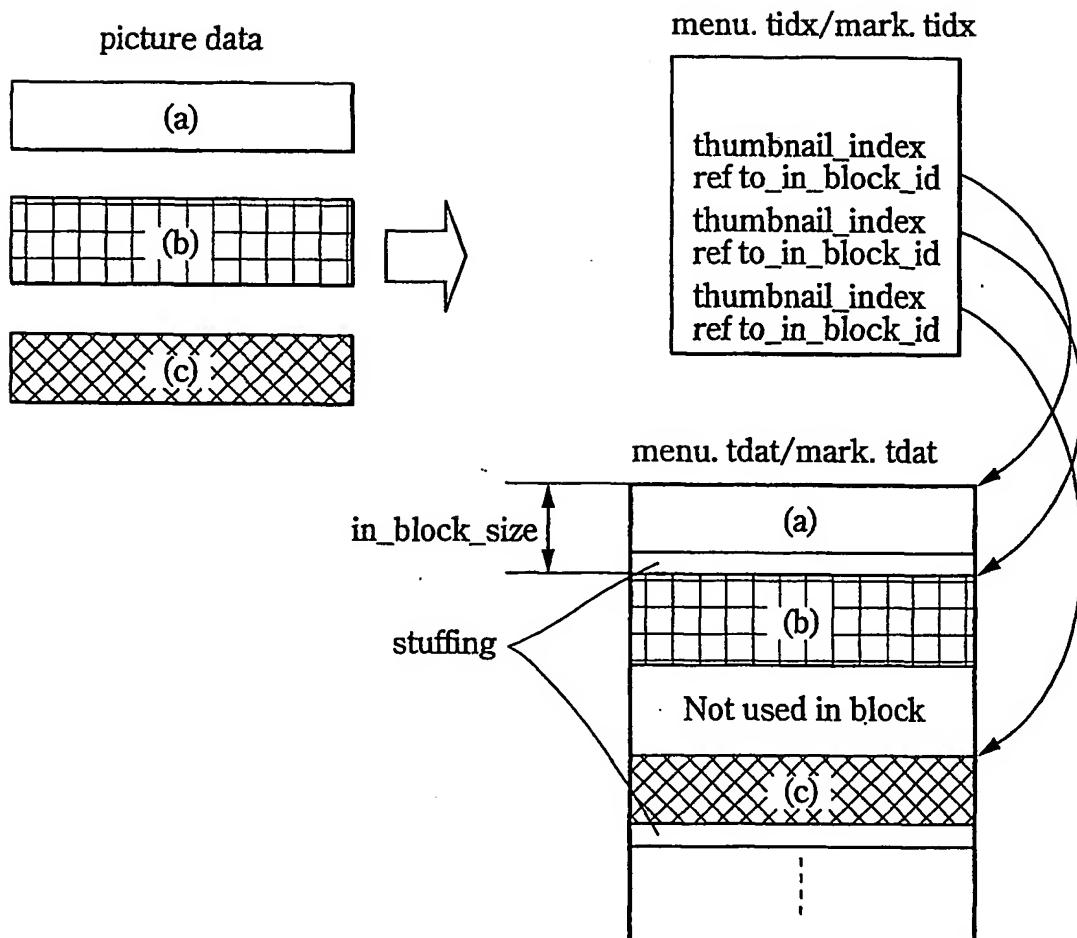 picture data
(a)
(b)
(c)
menu. tidx/mark. tidx
thumbnail_index
ref to_in_block_id
thumbnail_index
ref to_in_block_id
thumbnail_index
ref to_in_block_id
menu. tdat/mark. tdat
in_block_size
(a)
stuffing
(b)
Not used in block
(c)